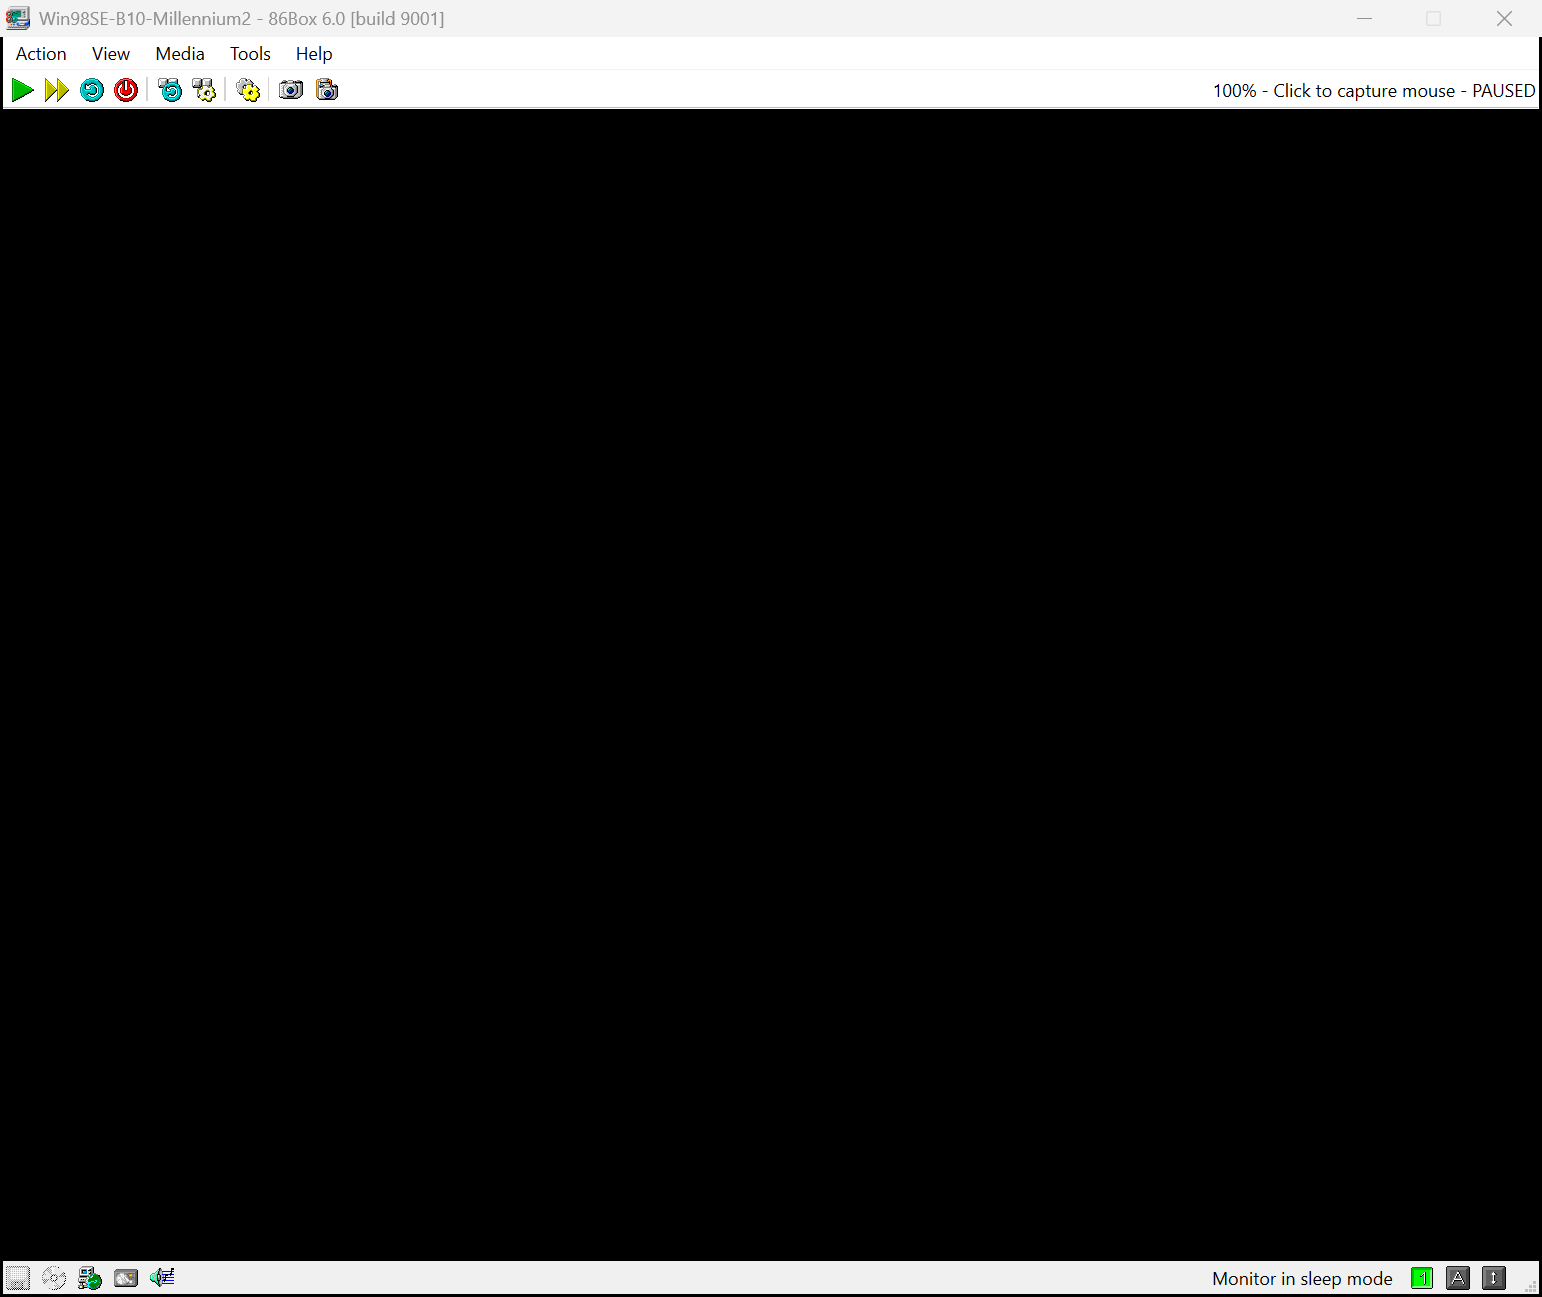 Win98SE-B10-Millennium2 - 86Box 6.0 [build 9001]
Action View Media Tools Help
100% - Click to capture mouse - PAUSED
Monitor in sleep mode 1 A